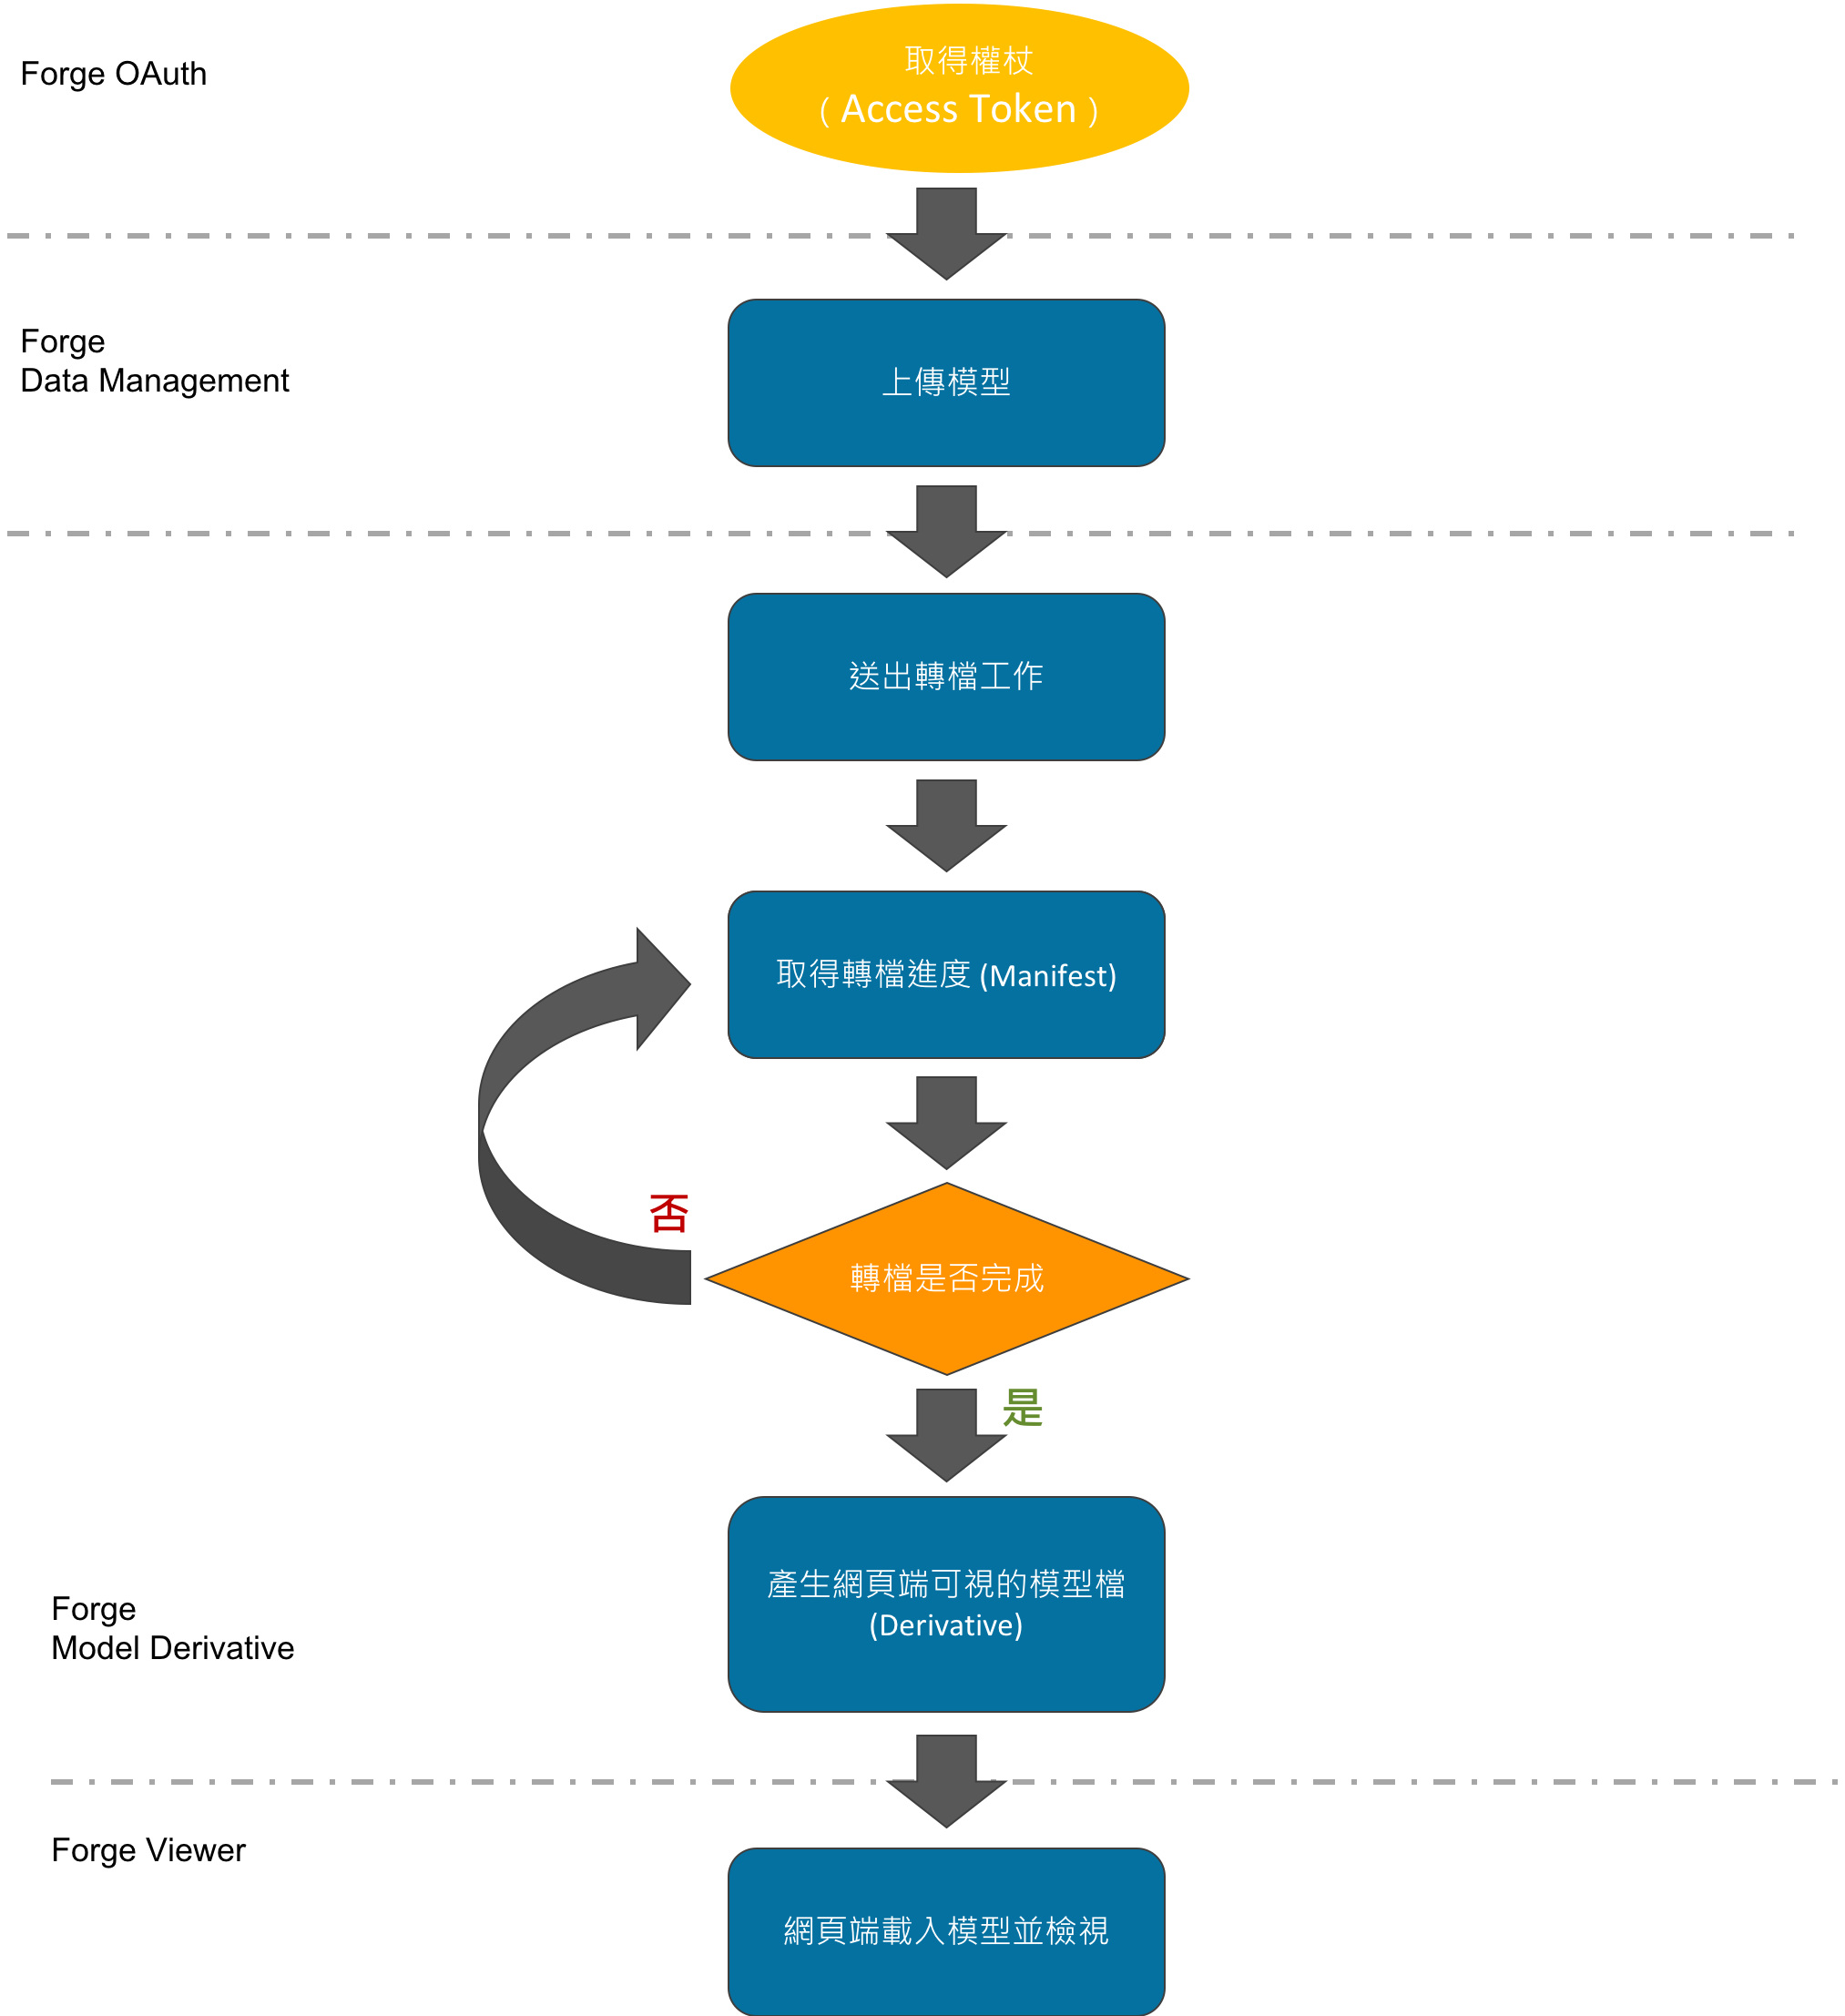 Forge OAuth
取得權杖
( Access Token )
Forge
Data Management
上傳模型
送出轉檔工作
取得轉檔進度 (Manifest)
否
轉檔是否完成
是
產生網頁端可視的模型檔
(Derivative)
Forge
Model Derivative
Forge Viewer
網頁端載入模型並檢視